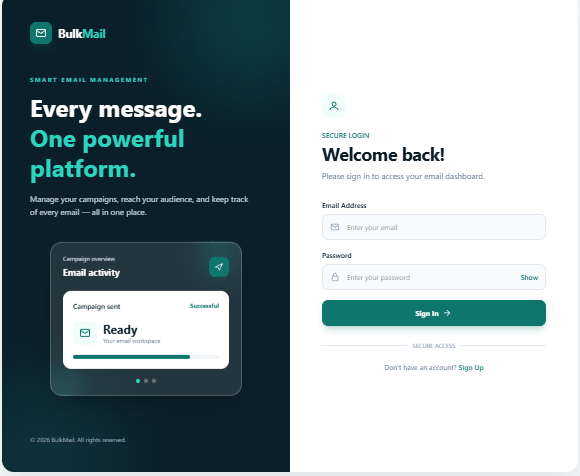 BulkMail
SMART EMAIL MANAGEMENT
Every message.
One powerful
platform.
Manage your campaigns, reach your audience, and keep track
of every email — all in one place.
Campaign overview
Email activity
Campaign sent
Successful
Ready
Your email workspace
© 2026 BulkMail. All rights reserved.
SECURE LOGIN
Welcome back!
Please sign in to access your email dashboard.
Email Address
Enter your email
Password
Enter your password
Show
Sign In →
SECURE ACCESS
Don't have an account? Sign Up